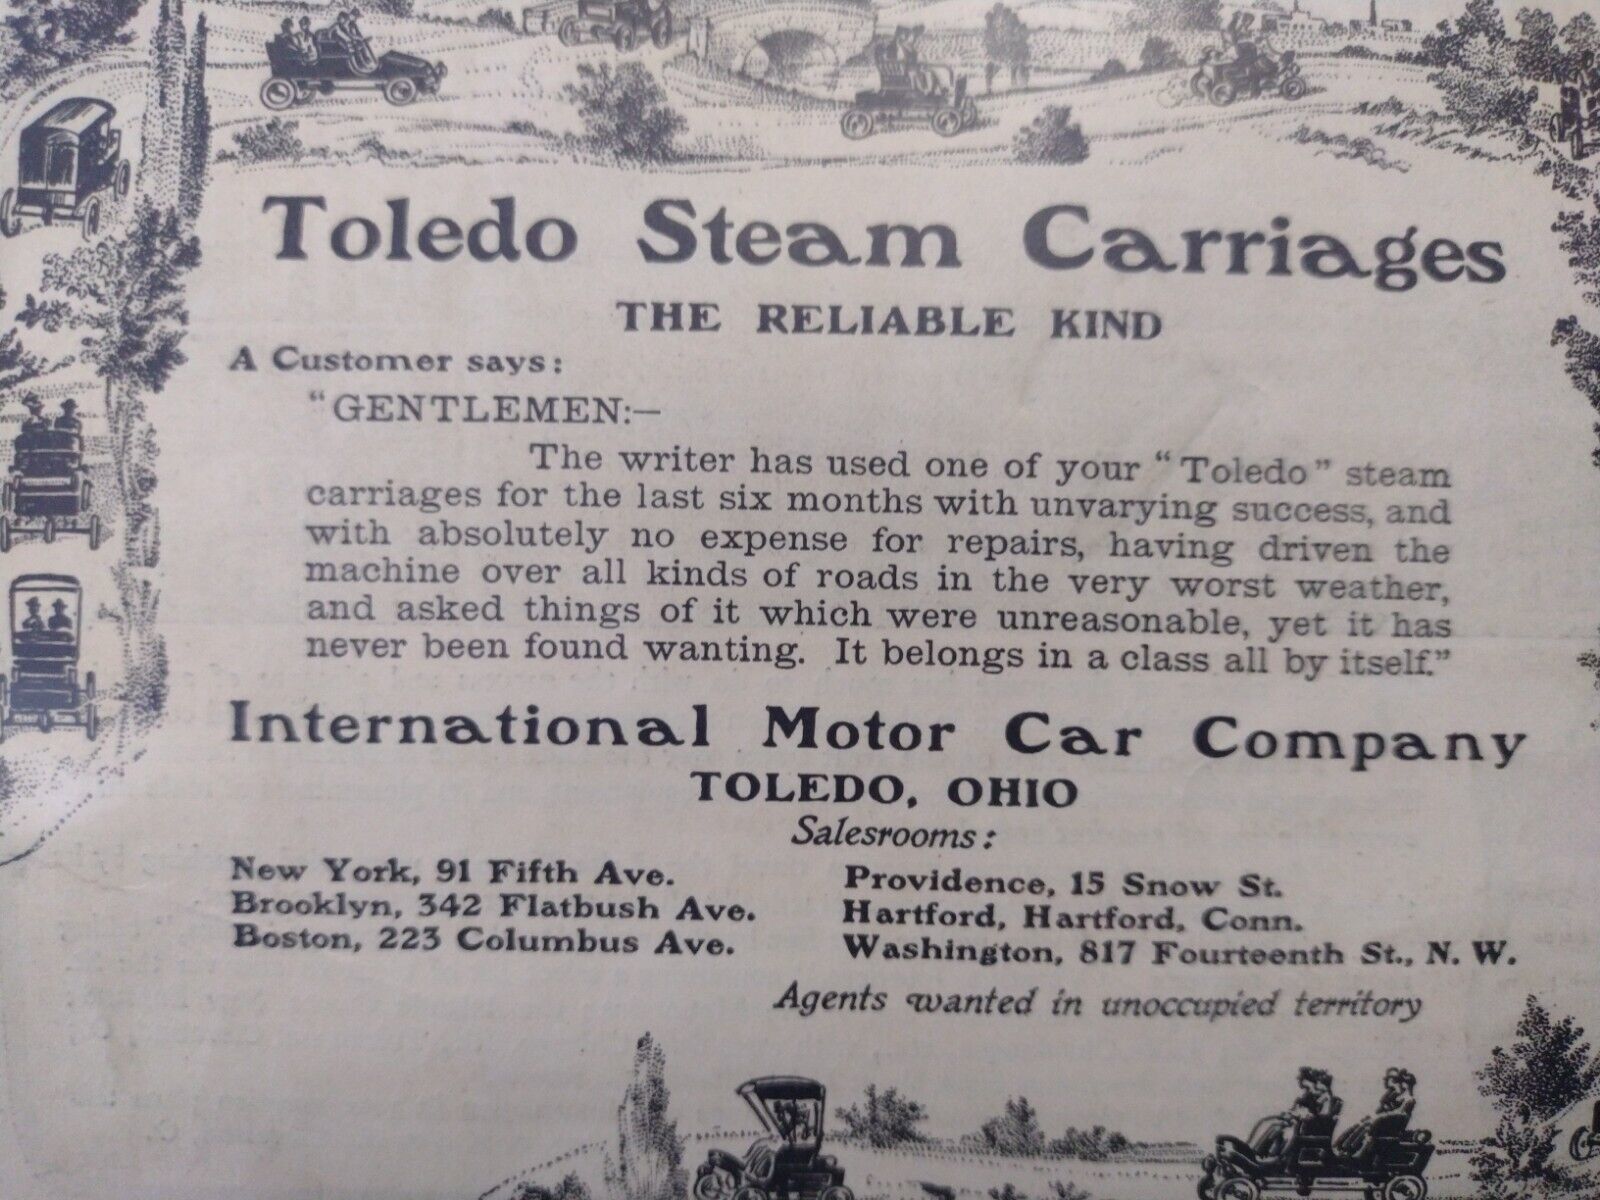 Toledo Steam Carriages
THE RELIABLE KIND
A Customer says:
"GENTLEMEN:—
The writer has used one of your "Toledo" steam
carriages for the last six months with unvarying success, and
with absolutely no expense for repairs, having driven the
machine over all kinds of roads in the very worst weather,
and asked things of it which were unreasonable, yet it has
never been found wanting. It belongs in a class all by itself."
International Motor Car Company
TOLEDO, OHIO
Salesrooms:
New York, 91 Fifth Ave.
Brooklyn, 342 Flatbush Ave.
Boston, 223 Columbus Ave.
Providence, 15 Snow St.
Hartford, Hartford, Conn.
Washington, 817 Fourteenth St., N. W.
Agents wanted in unoccupied territory